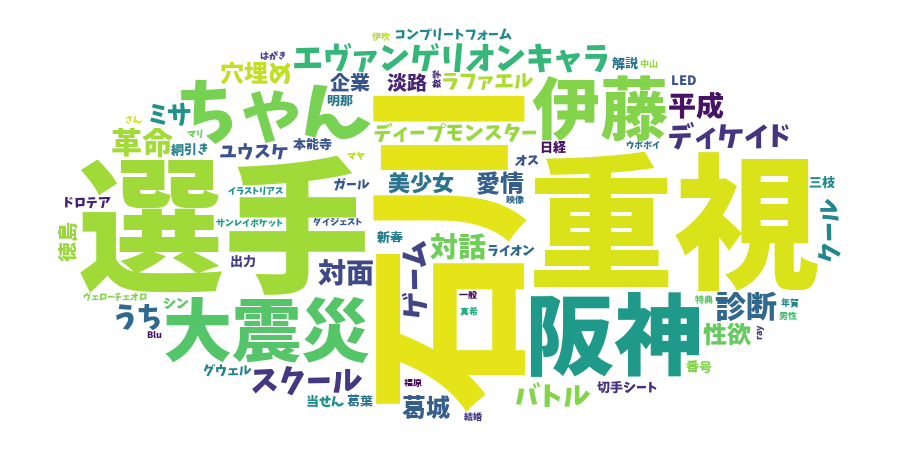 伊吹
コンプリートフォーム
はがき
エヴァンゲリオンキャラ
解説
中山
穴埋め
企業
淡路
数学
ラファエル
LED
ちゃん
伊藤
平成
ミサ
明那
さん
革命
マリ
ディープモンスター
ディケイド
網引き
ユウスケ
本能寺
日経
ウポポイ
マヤ
オス
選手
重視
イラストリアス
ガール
美少女
愛情
三枝
映像
ドロテア
サンレイポケット
ダイジェスト
クール
徳島
新春
対話
ライオン
出力
対面
ゲーム
ヴェローチェオロ
シン
一般
特典
年賀
うち
大震災
真希
阪神
診断
男性
Blu
性欲
ray
グウェル
番号
スクール
福原
バトル
切手シート
当せん
葛葉
葛城
結婚